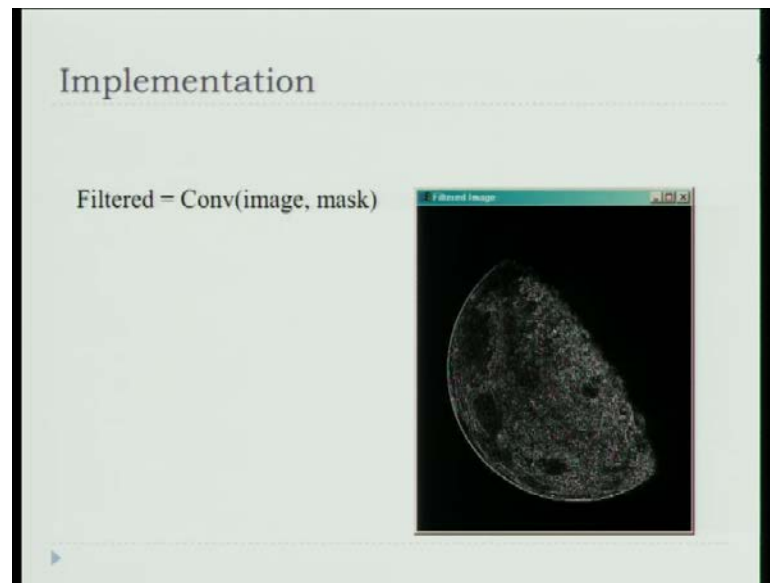 Implementation
Filtered = Conv(image, mask)
Filtered Image